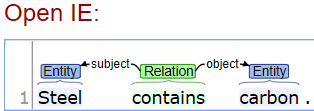 Open IE:
Entity subject Relation object Entity
1 Steel contains carbon .